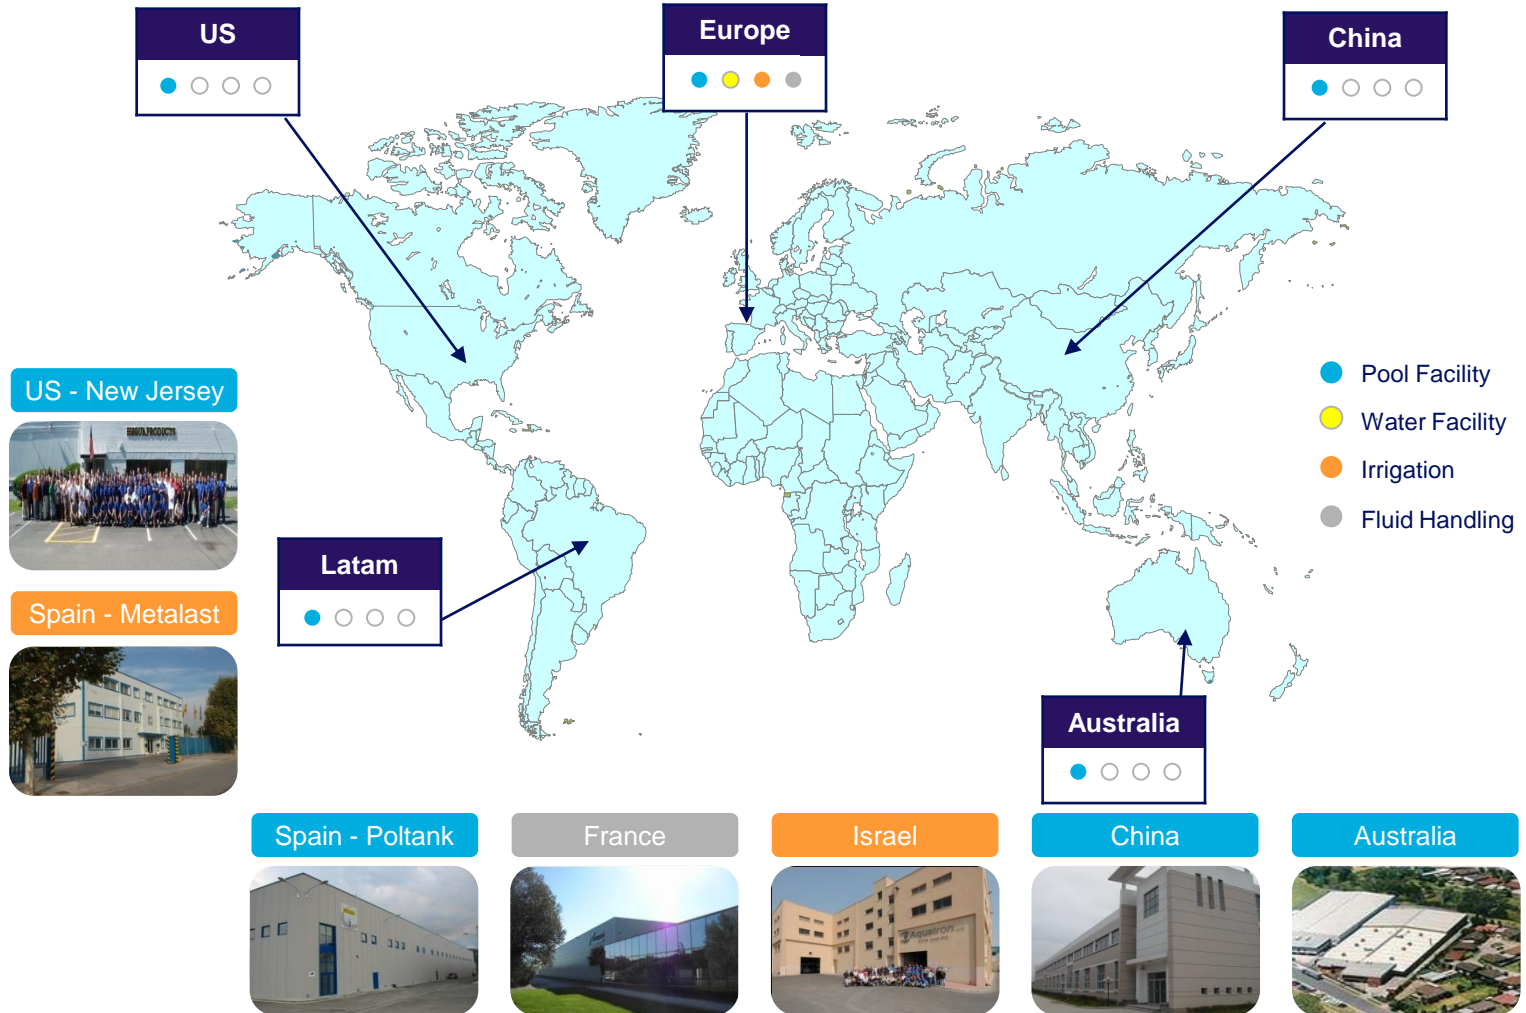 US
Europe
China
Pool Facility
Water Facility
Irrigation
Fluid Handling
US - New Jersey
Latam
Spain - Metalast
Australia
Spain - Poltank
France
Israel
China
Australia
Aquatron